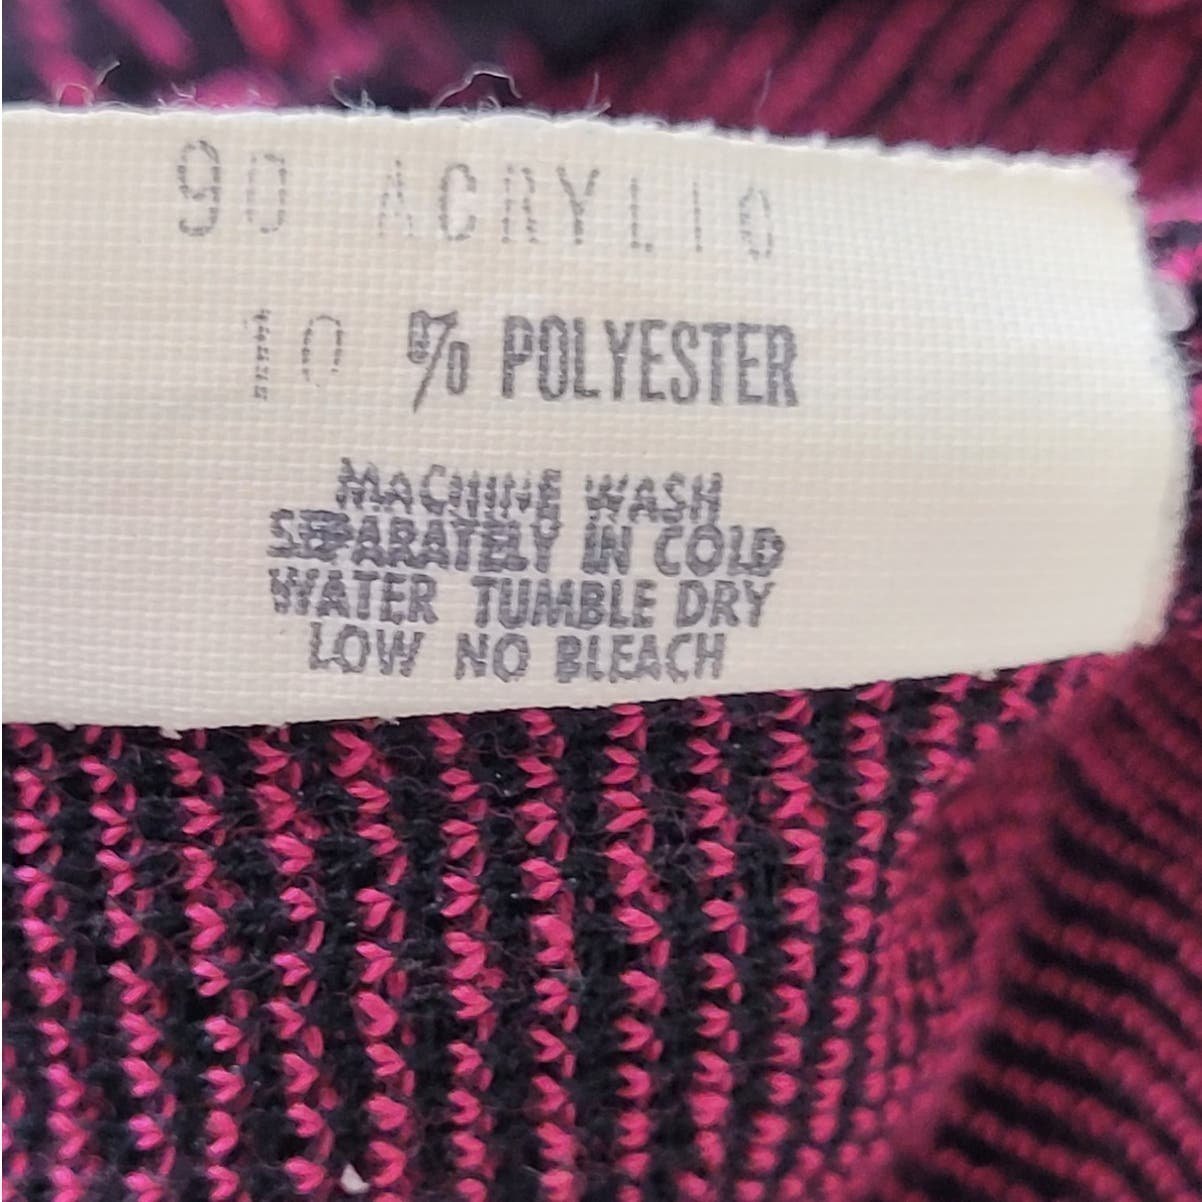 90 ACRYLIC
10 % POLYESTER
MACHINE WASH
SEPARATELY IN COLD
WATER TUMBLE DRY
LOW NO BLEACH